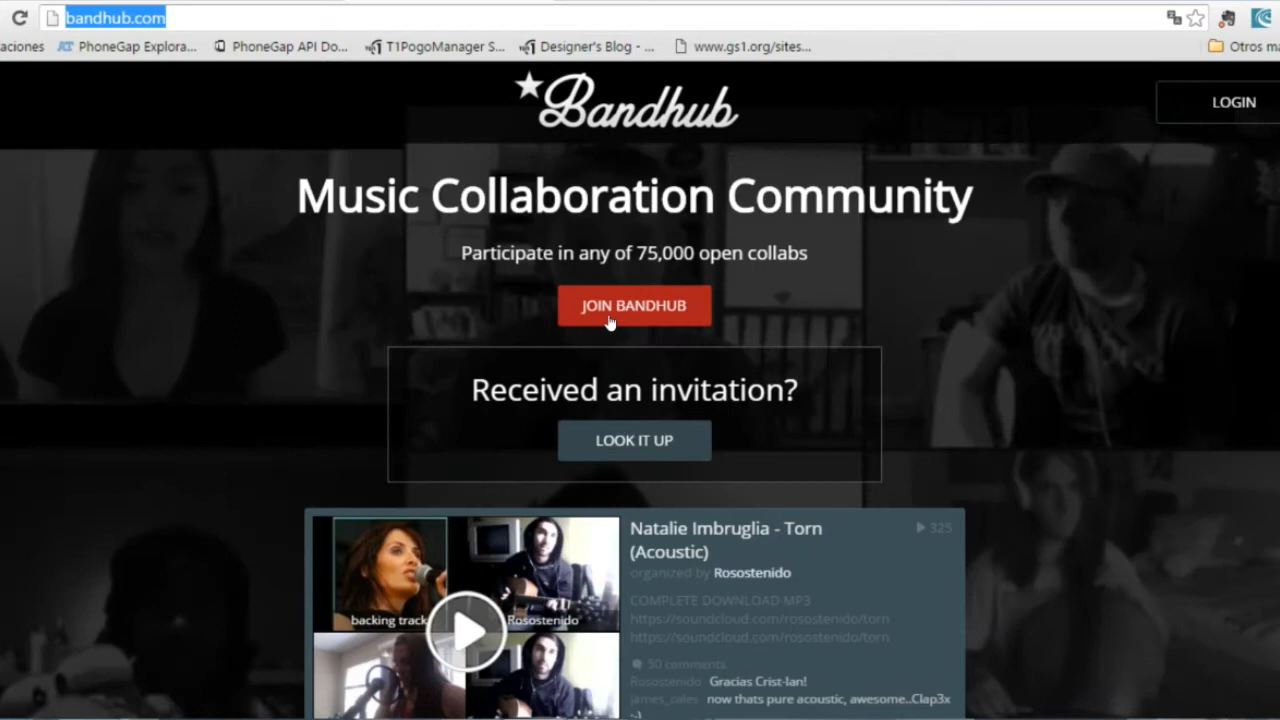 bandhub.com
aciones PhoneGap Explora... PhoneGap API Do... T1PogoManager S... Designer's Blog - ... www.gs1.org/sites... Otros ma
Bandhub
LOGIN
Music Collaboration Community
Participate in any of 75,000 open collabs
JOIN BANDHUB
Received an invitation?
LOOK IT UP
backing track
Rosostenido
Natalie Imbruglia - Torn
(Acoustic)
325
organized by Rosostenido
COMPLETE DOWNLOAD MP3
https://soundcloud.com/rosostenido/torn
https://soundcloud.com/rosostenido/torn
50 comments
Rosostenido Gracias Crist-Ian!
james_cales now thats pure acoustic, awesome..Clap3x
:-)